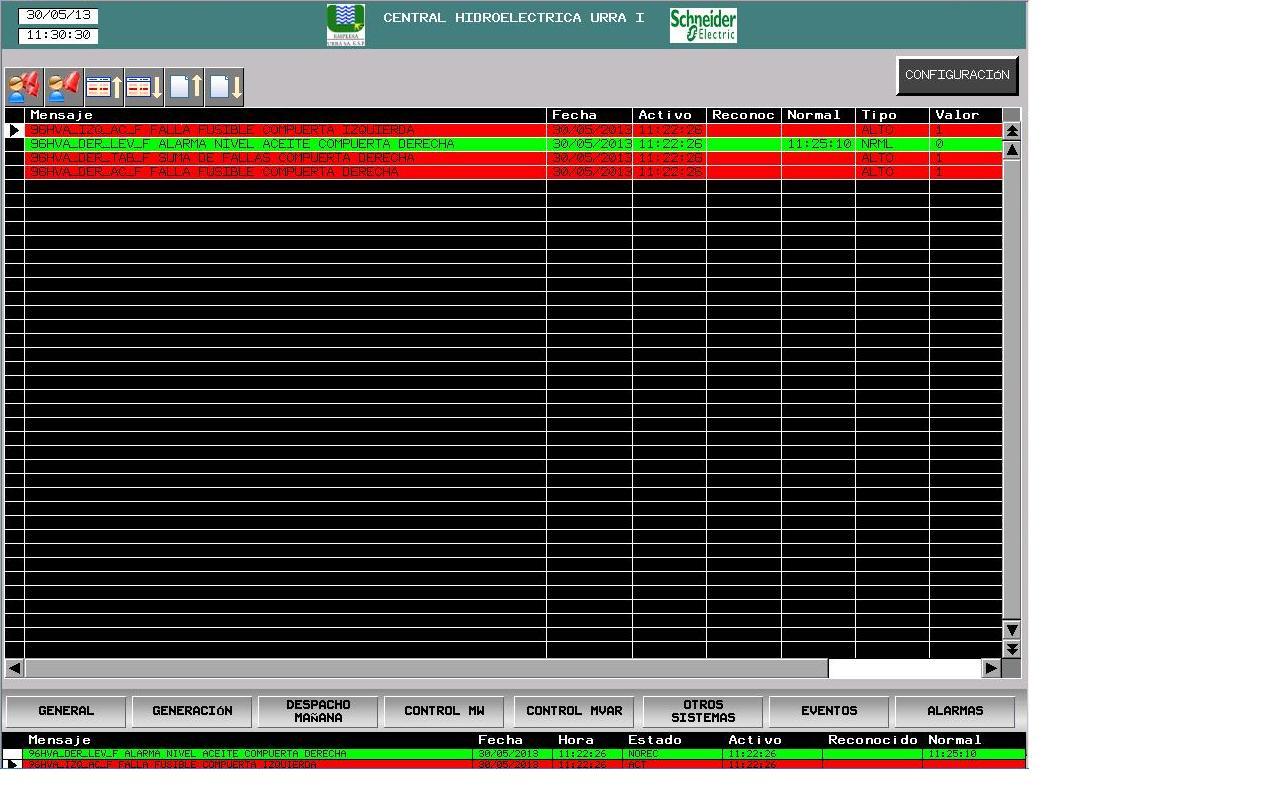 30/05/13
11:30:30
EMPRESA
URRA S.A. E.S.P.
CENTRAL HIDROELECTRICA URRA I
Schneider
Electric
CONFIGURACIóN
Mensaje Fecha Activo Reconoc Normal Tipo Valor
96HVA_IZQ_AC_F FALLA FUSIBLE COMPUERTA IZQUIERDA 30/05/2013 11:22:26 ALTO 1
96HVA_DER_LEV_F ALARMA NIVEL ACEITE COMPUERTA DERECHA 30/05/2013 11:22:26 11:25:10 NRML 0
96HVA_DER_TAB_F SUMA DE FALLAS COMPUERTA DERECHA 30/05/2013 11:22:26 ALTO 1
96HVA_DER_AC_F FALLA FUSIBLE COMPUERTA DERECHA 30/05/2013 11:22:26 ALTO 1
GENERAL GENERACIóN DESPACHO MAñANA CONTROL MW CONTROL MVAR OTROS SISTEMAS EVENTOS ALARMAS
Mensaje Fecha Hora Estado Activo Reconocido Normal
96HVA_DER_LEV_F ALARMA NIVEL ACEITE COMPUERTA DERECHA 30/05/2013 11:22:26 NOREC 11:22:26 11:25:10
96HVA_IZQ_AC_F FALLA FUSIBLE COMPUERTA IZQUIERDA 30/05/2013 11:22:26 ACT 11:22:26